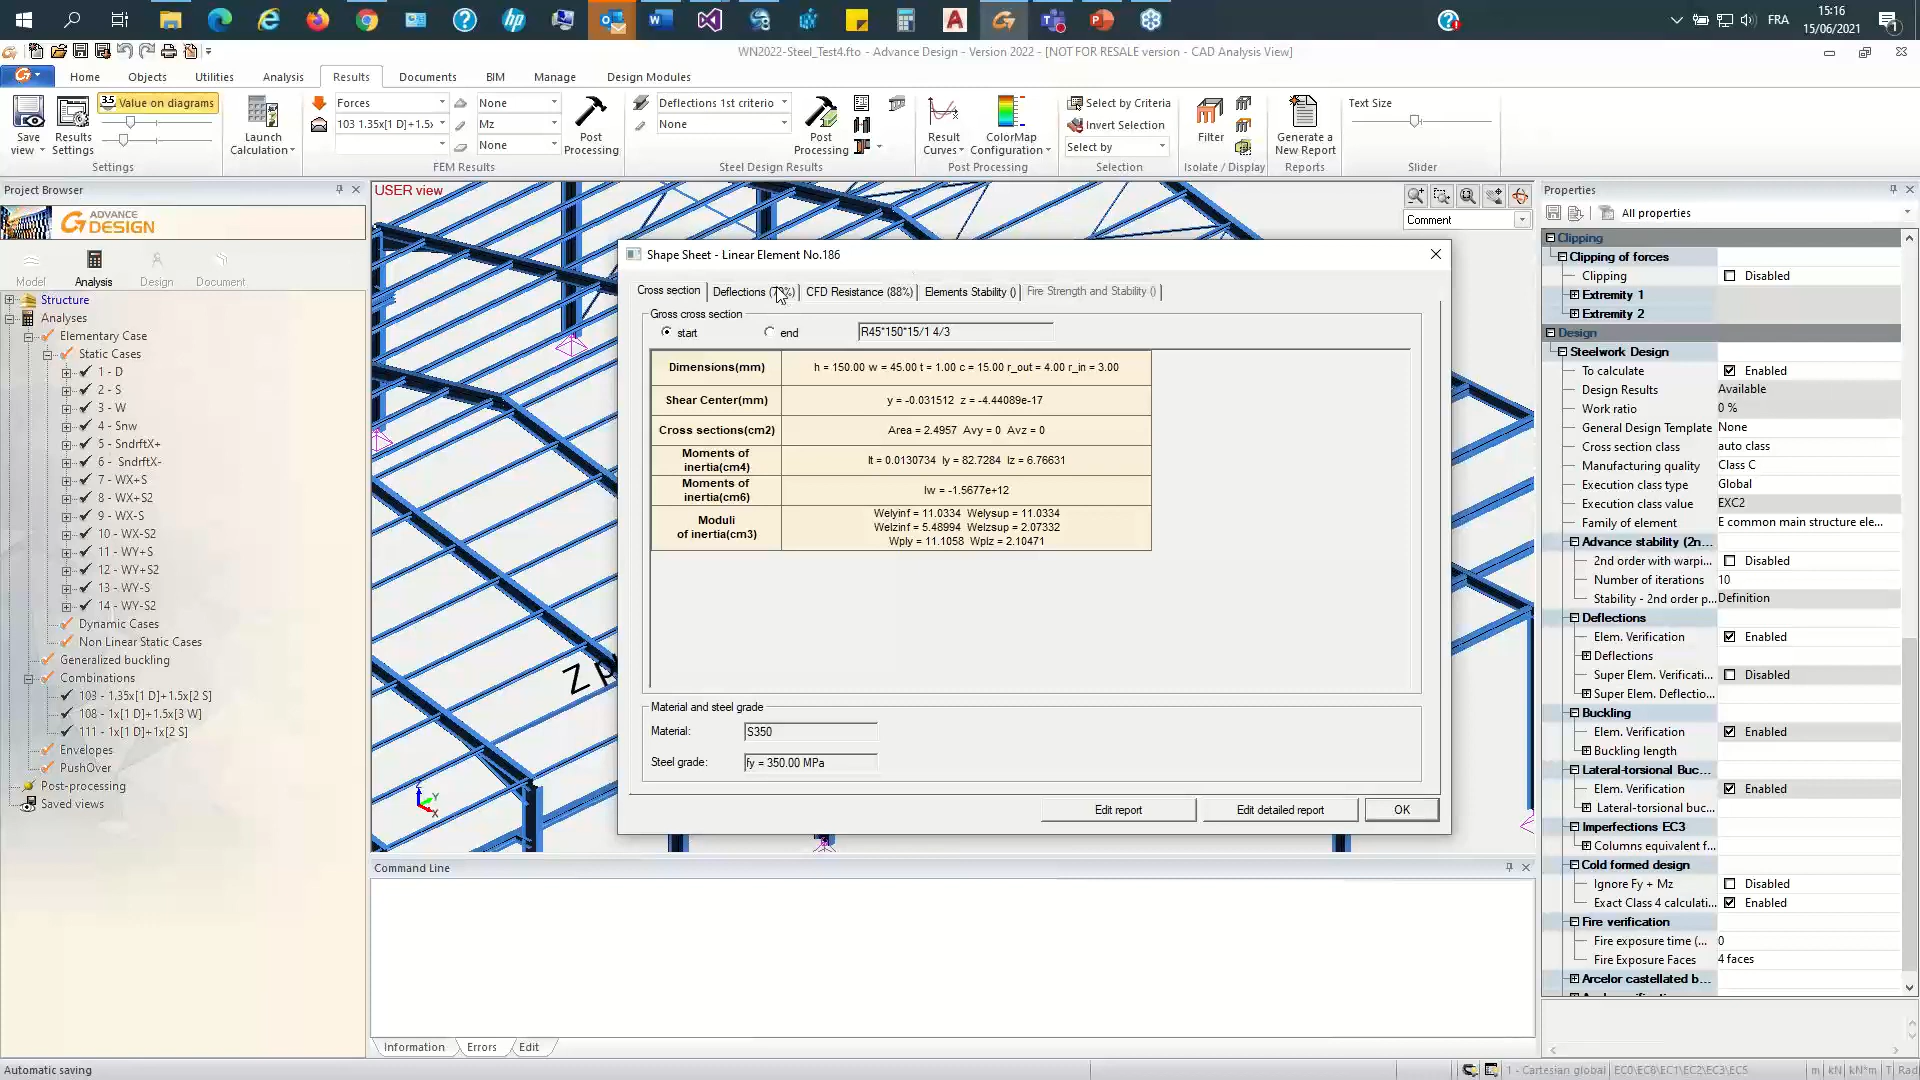 15:16
FRA
15/06/2021
WN2022-Steel_Test4.fto - Advance Design - Version 2022 - [NOT FOR RESALE version - CAD Analysis View]
Home Objects Utilities Analysis Results Documents BIM Manage Design Modules
Save view
Results Settings
3.5 Value on diagrams
Settings
Launch Calculation
Forces
103 1.35x[1 D]+1.5x
None
Mz
None
Post Processing
FEM Results
Deflections 1st criterio
None
Post Processing
Steel Design Results
Result Curves
ColorMap Configuration
Post Processing
Select by Criteria
Invert Selection
Select by
Selection
Filter
Isolate / Display
Generate a New Report
Reports
Text Size
Slider
Project Browser
ADVANCE
DESIGN
Model Analysis Design Document
Structure
Analyses
Elementary Case
Static Cases
1 - D
2 - S
3 - W
4 - Snw
5 - SndrftX+
6 - SndrftX-
7 - WX+S
8 - WX+S2
9 - WX-S
10 - WX-S2
11 - WY+S
12 - WY+S2
13 - WY-S
14 - WY-S2
Dynamic Cases
Non Linear Static Cases
Generalized buckling
Combinations
103 - 1.35x[1 D]+1.5x[2 S]
108 - 1x[1 D]+1.5x[3 W]
111 - 1x[1 D]+1x[2 S]
Envelopes
PushOver
Post-processing
Saved views
USER view
Comment
Z
Z
Y
X
Shape Sheet - Linear Element No.186
Cross section Deflections CFD Resistance (88%) Elements Stability () Fire Strength and Stability ()
Gross cross section
start end R45*150*15/1 4/3
Dimensions(mm) h = 150.00 w = 45.00 t = 1.00 c = 15.00 r_out = 4.00 r_in = 3.00
Shear Center(mm) y = -0.031512 z = -4.44089e-17
Cross sections(cm2) Area = 2.4957 Avy = 0 Avz = 0
Moments of inertia(cm4) It = 0.0130734 Iy = 82.7284 Iz = 6.76631
Moments of inertia(cm6) Iw = -1.5677e+12
Moduli of inertia(cm3) Welyinf = 11.0334 Welysup = 11.0334
Welzinf = 5.48994 Welzsup = 2.07332
Wply = 11.1058 Wplz = 2.10471
Material and steel grade
Material: S350
Steel grade: fy = 350.00 MPa
Edit report Edit detailed report OK
Command Line
Information Errors Edit
Properties
All properties
Clipping
Clipping of forces
Clipping Disabled
Extremity 1
Extremity 2
Design
Steelwork Design
To calculate Enabled
Design Results Available
Work ratio 0 %
General Design Template None
Cross section class auto class
Manufacturing quality Class C
Execution class type Global
Execution class value EXC2
Family of element E common main structure ele...
Advance stability (2n...
2nd order with warpi... Disabled
Number of iterations 10
Stability - 2nd order p... Definition
Deflections
Elem. Verification Enabled
Deflections
Super Elem. Verificati... Disabled
Super Elem. Deflectio...
Buckling
Elem. Verification Enabled
Buckling length
Lateral-torsional Buc...
Elem. Verification Enabled
Lateral-torsional buc...
Imperfections EC3
Columns equivalent f...
Cold formed design
Ignore Fy + Mz Disabled
Exact Class 4 calculati... Enabled
Fire verification
Fire exposure time (... 0
Fire Exposure Faces 4 faces
Arcelor castellated b...
Automatic saving
1 - Cartesian global EC0\EC8\EC1\EC2\EC3\EC5 m kN kN*m T Rad